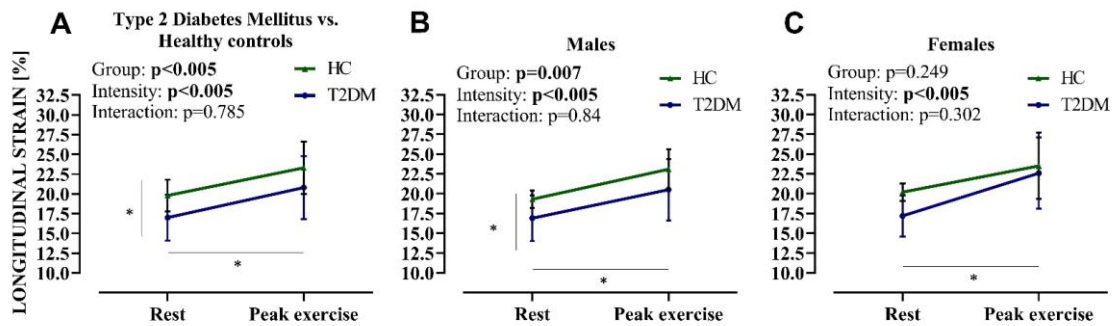 A
Type 2 Diabetes Mellitus vs.
Healthy controls
Group: p<0.005
Intensity: p<0.005
Interaction: p=0.785
HC
T2DM
LONGITUDINAL STRAIN [%]
32.5
30.0
27.5
25.0
22.5
20.0
17.5
15.0
12.5
10.0
*
*
Rest
Peak exercise
B
Males
Group: p=0.007
Intensity: p<0.005
Interaction: p=0.84
HC
T2DM
32.5
30.0
27.5
25.0
22.5
20.0
17.5
15.0
12.5
10.0
*
*
Rest
Peak exercise
C
Females
Group: p=0.249
Intensity: p<0.005
Interaction: p=0.302
HC
T2DM
32.5
30.0
27.5
25.0
22.5
20.0
17.5
15.0
12.5
10.0
*
Rest
Peak exercise